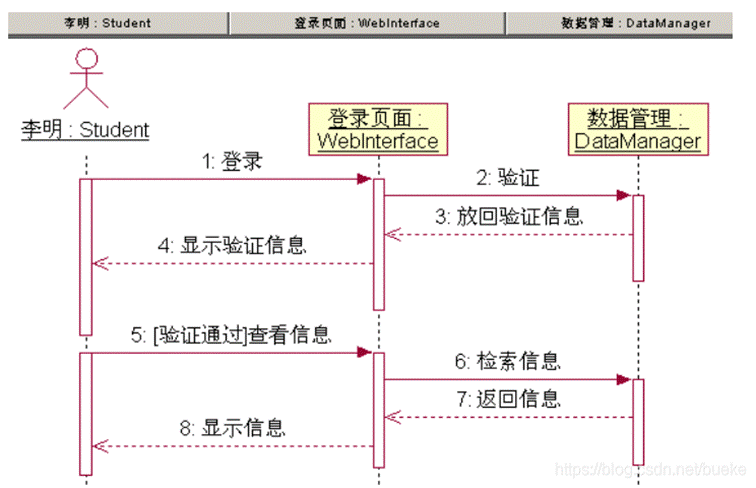 李明 : Student
登录页面 : WebInterface
数据管理 : DataManager
李明 : Student
登录页面 :
WebInterface
数据管理 :
DataManager
1: 登录
2: 验证
3: 放回验证信息
4: 显示验证信息
5: [验证通过]查看信息
6: 检索信息
7: 返回信息
8: 显示信息
https://blog.csdn.net/bueke